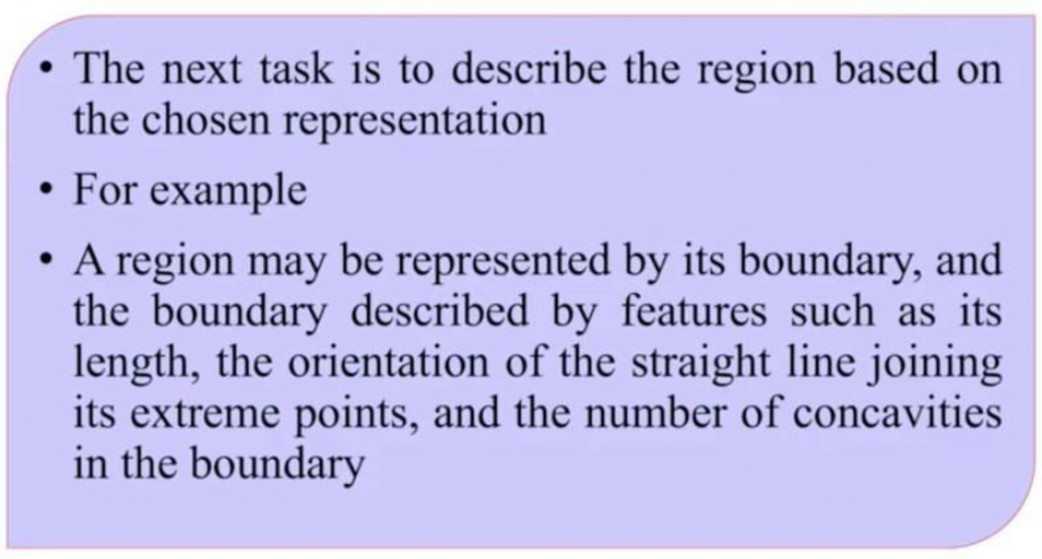 • The next task is to describe the region based on
the chosen representation
• For example
• A region may be represented by its boundary, and
the boundary described by features such as its
length, the orientation of the straight line joining
its extreme points, and the number of concavities
in the boundary